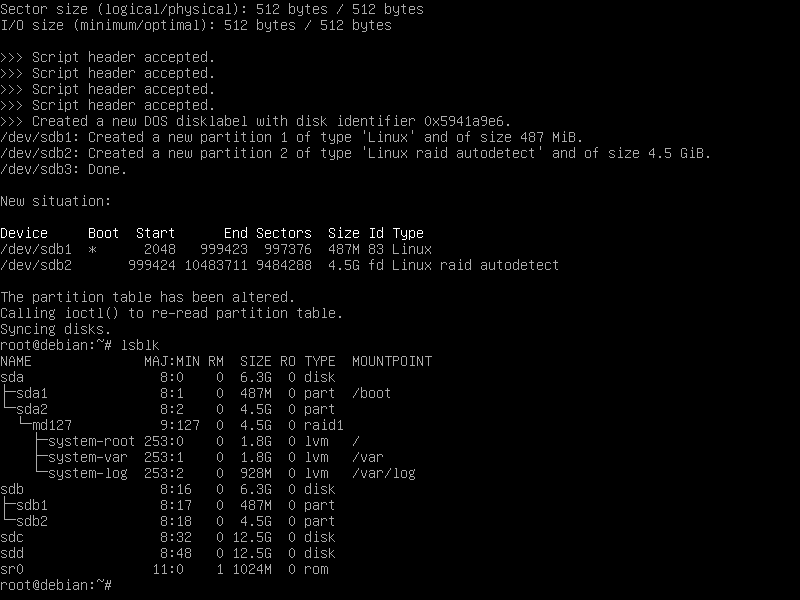 Sector size (logical/physical): 512 bytes / 512 bytes
I/O size (minimum/optimal): 512 bytes / 512 bytes

>>> Script header accepted.
>>> Script header accepted.
>>> Script header accepted.
>>> Script header accepted.
>>> Created a new DOS disklabel with disk identifier 0x5941a9e6.
/dev/sdb1: Created a new partition 1 of type 'Linux' and of size 487 MiB.
/dev/sdb2: Created a new partition 2 of type 'Linux raid autodetect' and of size 4.5 GiB.
/dev/sdb3: Done.

New situation:

Device     Boot  Start      End Sectors  Size Id Type
/dev/sdb1  *      2048   999423  997376  487M 83 Linux
/dev/sdb2       999424 10483711 9484288  4.5G fd Linux raid autodetect

The partition table has been altered.
Calling ioctl() to re-read partition table.
Syncing disks.
root@debian:~# lsblk
NAME              MAJ:MIN RM  SIZE RO TYPE  MOUNTPOINT
sda                 8:0    0  6.3G  0 disk
├─sda1              8:1    0  487M  0 part  /boot
└─sda2              8:2    0  4.5G  0 part
  └─md127           9:127  0  4.5G  0 raid1
    ├─system-root 253:0    0  1.8G  0 lvm   /
    ├─system-var  253:1    0  1.8G  0 lvm   /var
    └─system-log  253:2    0  928M  0 lvm   /var/log
sdb                 8:16   0  6.3G  0 disk
├─sdb1              8:17   0  487M  0 part
└─sdb2              8:18   0  4.5G  0 part
sdc                 8:32   0 12.5G  0 disk
sdd                 8:48   0 12.5G  0 disk
sr0                11:0    1 1024M  0 rom
root@debian:~#